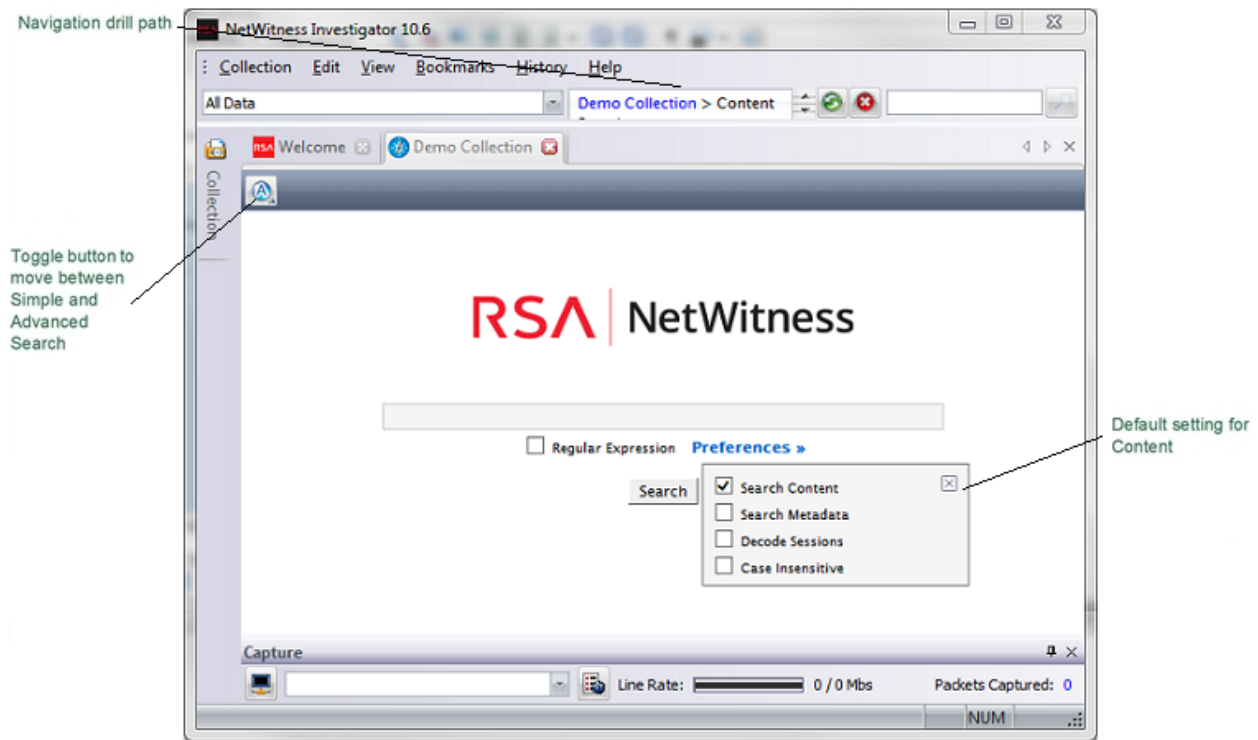 Navigation drill path
NetWitness Investigator 10.6
Collection Edit View Bookmarks History Help
All Data
Demo Collection > Content
RSA Welcome
Demo Collection
Collection
A
Toggle button to
move between
Simple and
Advanced
Search
RSA NetWitness
Regular Expression Preferences »
Search
Search Content
Search Metadata
Decode Sessions
Case Insensitive
Default setting for
Content
Capture
Line Rate: 0 / 0 Mbs Packets Captured: 0
NUM